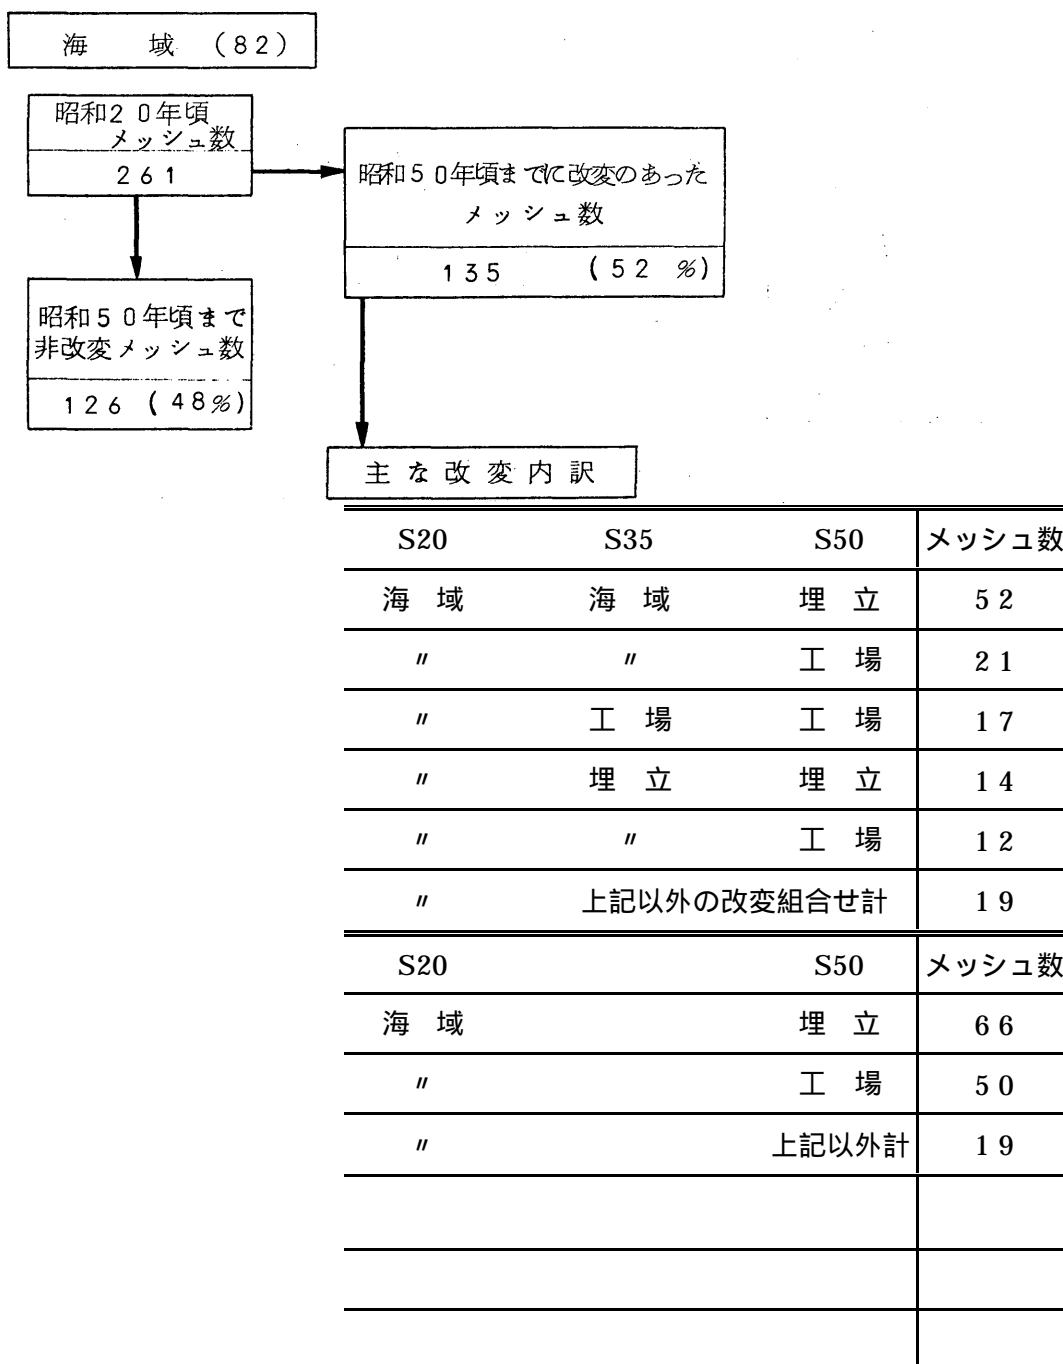 海 域 (82)
昭和20年頃
メッシュ数
261
昭和50年頃までに改変のあった
メッシュ数
135 (52 %)
昭和50年頃まで
非改変メッシュ数
126 (48%)
主な改変内訳
S20 S35 S50 メッシュ数
海 域 海 域 埋 立 52
〃 〃 工 場 21
〃 工 場 工 場 17
〃 埋 立 埋 立 14
〃 〃 工 場 12
〃 上記以外の改変組合せ計 19
S20 S50 メッシュ数
海 域 埋 立 66
〃 工 場 50
〃 上記以外計 19